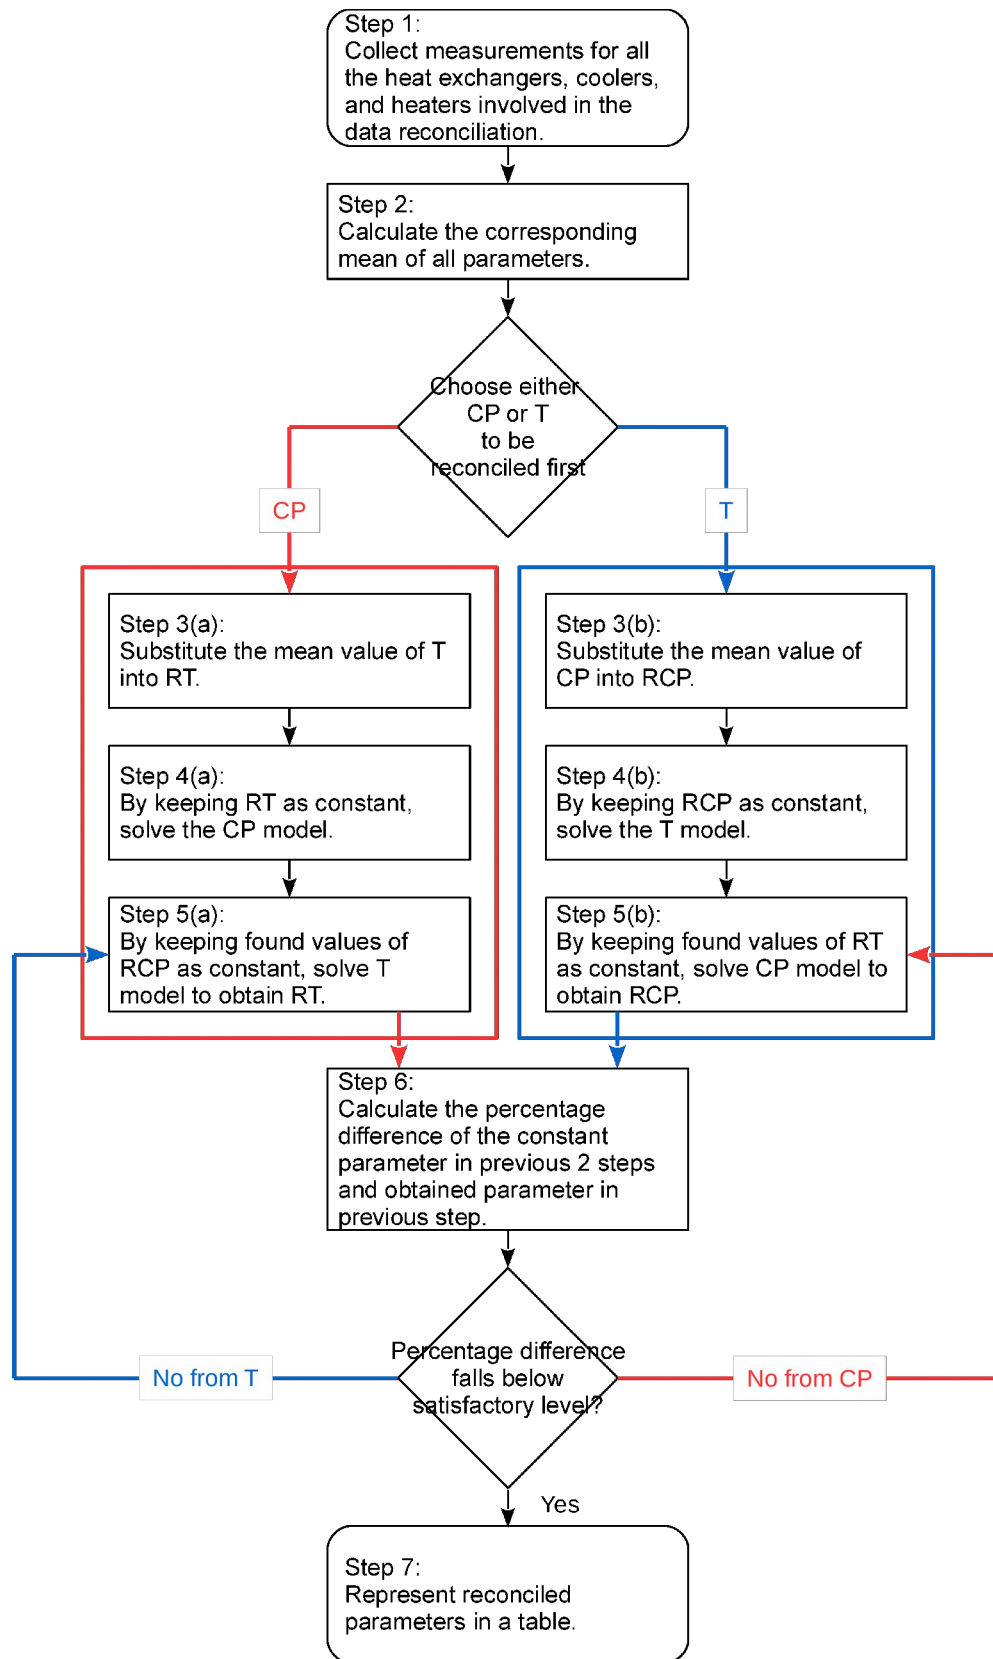 Step 1:
Collect measurements for all
the heat exchangers, coolers,
and heaters involved in the
data reconciliation.
Step 2:
Calculate the corresponding
mean of all parameters.
Choose either
CP or T
to be
reconciled first
CP
T
Step 3(a):
Substitute the mean value of T
into RT.
Step 4(a):
By keeping RT as constant,
solve the CP model.
Step 5(a):
By keeping found values of
RCP as constant, solve T
model to obtain RT.
Step 3(b):
Substitute the mean value of
CP into RCP.
Step 4(b):
By keeping RCP as constant,
solve the T model.
Step 5(b):
By keeping found values of RT
as constant, solve CP model to
obtain RCP.
Step 6:
Calculate the percentage
difference of the constant
parameter in previous 2 steps
and obtained parameter in
previous step.
Percentage difference
falls below
satisfactory level?
No from T
No from CP
Yes
Step 7:
Represent reconciled
parameters in a table.